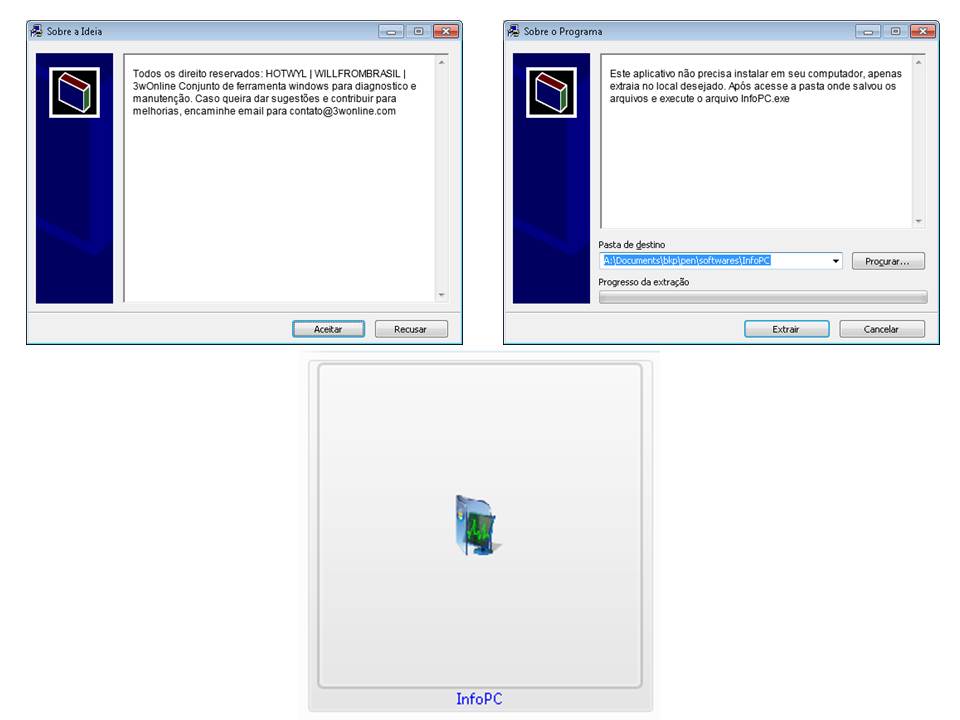 Sobre a Ideia
Todos os direito reservados: HOTWYL | WILLFROMBRASIL |
3wOnline Conjunto de ferramenta windows para diagnostico e
manutenção. Caso queira dar sugestões e contribuir para
melhorias, encaminhe email para contato@3wonline.com
Aceitar
Recusar
Sobre o Programa
Este aplicativo não precisa instalar em seu computador, apenas
extraia no local desejado. Após acesse a pasta onde salvou os
arquivos e execute o arquivo InfoPC.exe
Pasta de destino
A:\Documents\bkp\pen\softwares\InfoPC
Procurar...
Progresso da extração
Extrair
Cancelar
InfoPC